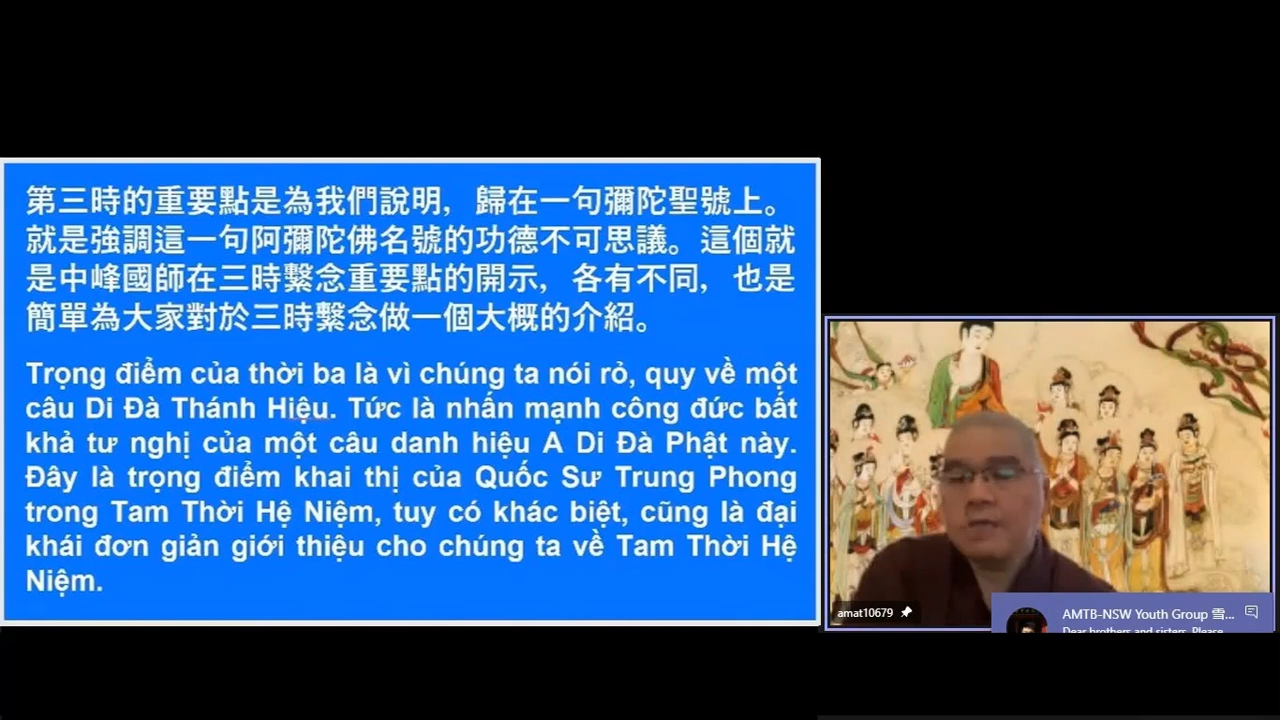 第三時的重要點是為我們說明，歸在一句彌陀聖號上。
就是強調這一句阿彌陀佛名號的功德不可思議。這個就
是中峰國師在三時繫念重要點的開示，各有不同，也是
簡單為大家對於三時繫念做一個大概的介紹。
Trọng điểm của thời ba là vì chúng ta nói rỏ, quy về một
câu Di Đà Thánh Hiệu. Tức là nhấn mạnh công đức bất
khả tư nghị của một câu danh hiệu A Di Đà Phật này.
Đây là trọng điểm khai thị của Quốc Sư Trung Phong
trong Tam Thời Hệ Niệm, tuy có khác biệt, cũng là đại
khái đơn giản giới thiệu cho chúng ta về Tam Thời Hệ
Niệm.
amat10679
AMTB-NSW Youth Group 雪...
Dear brothers and sisters. Please